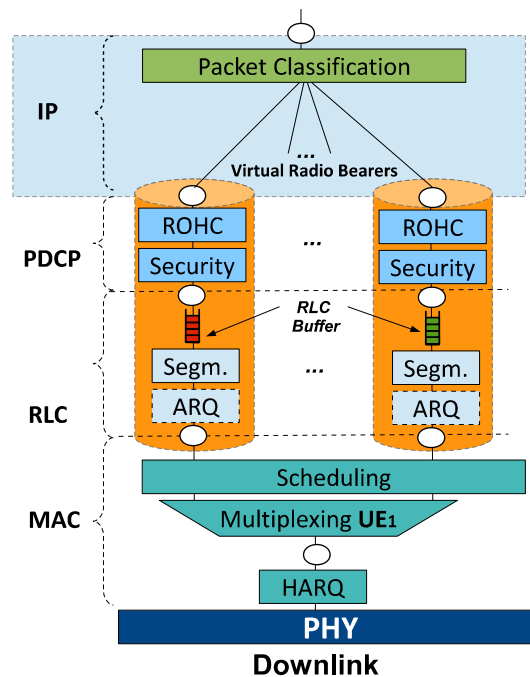 Packet Classification
IP
...
Virtual Radio Bearers
ROHC
...
ROHC
PDCP
Security
Security
RLC
Buffer
Segm.
...
Segm.
RLC
ARQ
ARQ
Scheduling
MAC
Multiplexing UE1
HARQ
PHY
Downlink